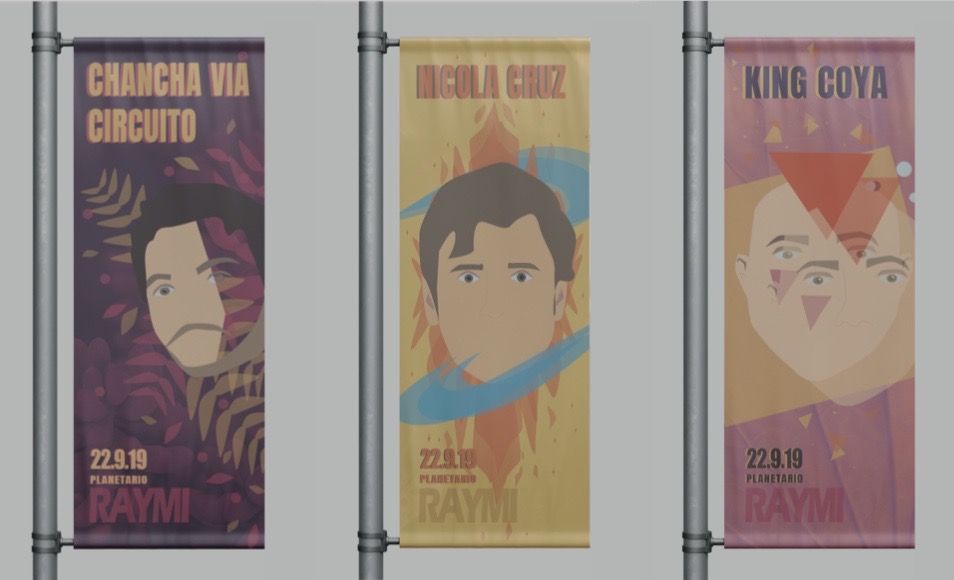 CHANCHA VIA
CIRCUITO
22.9.19
PLANETARIO
RAYMI
NICOLA CRUZ
22.9.19
PLANETARIO
RAYMI
KING COYA
22.9.19
PLANETARIO
RAYMI